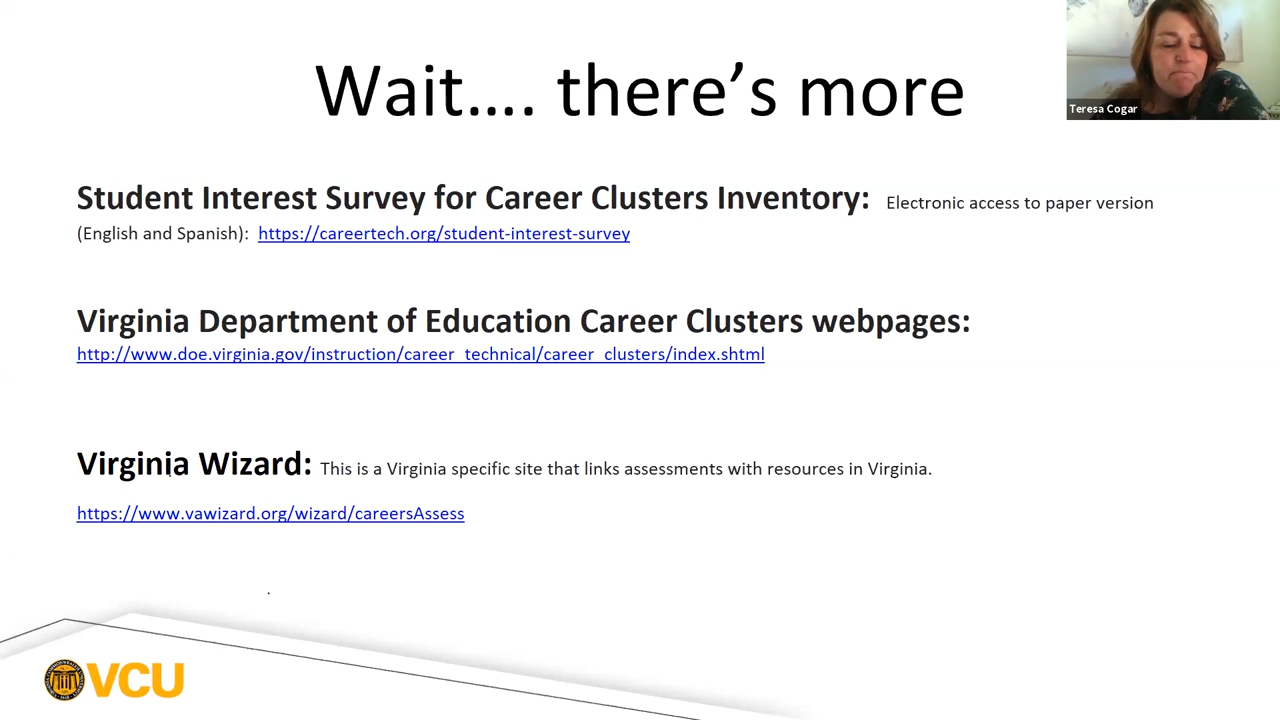 Wait.... there's more
Teresa Cogar
Student Interest Survey for Career Clusters Inventory: Electronic access to paper version
(English and Spanish): https://careertech.org/student-interest-survey
Virginia Department of Education Career Clusters webpages:
http://www.doe.virginia.gov/instruction/career_technical/career_clusters/index.shtml
Virginia Wizard: This is a Virginia specific site that links assessments with resources in Virginia.
https://www.vawizard.org/wizard/careersAssess
.
VCU